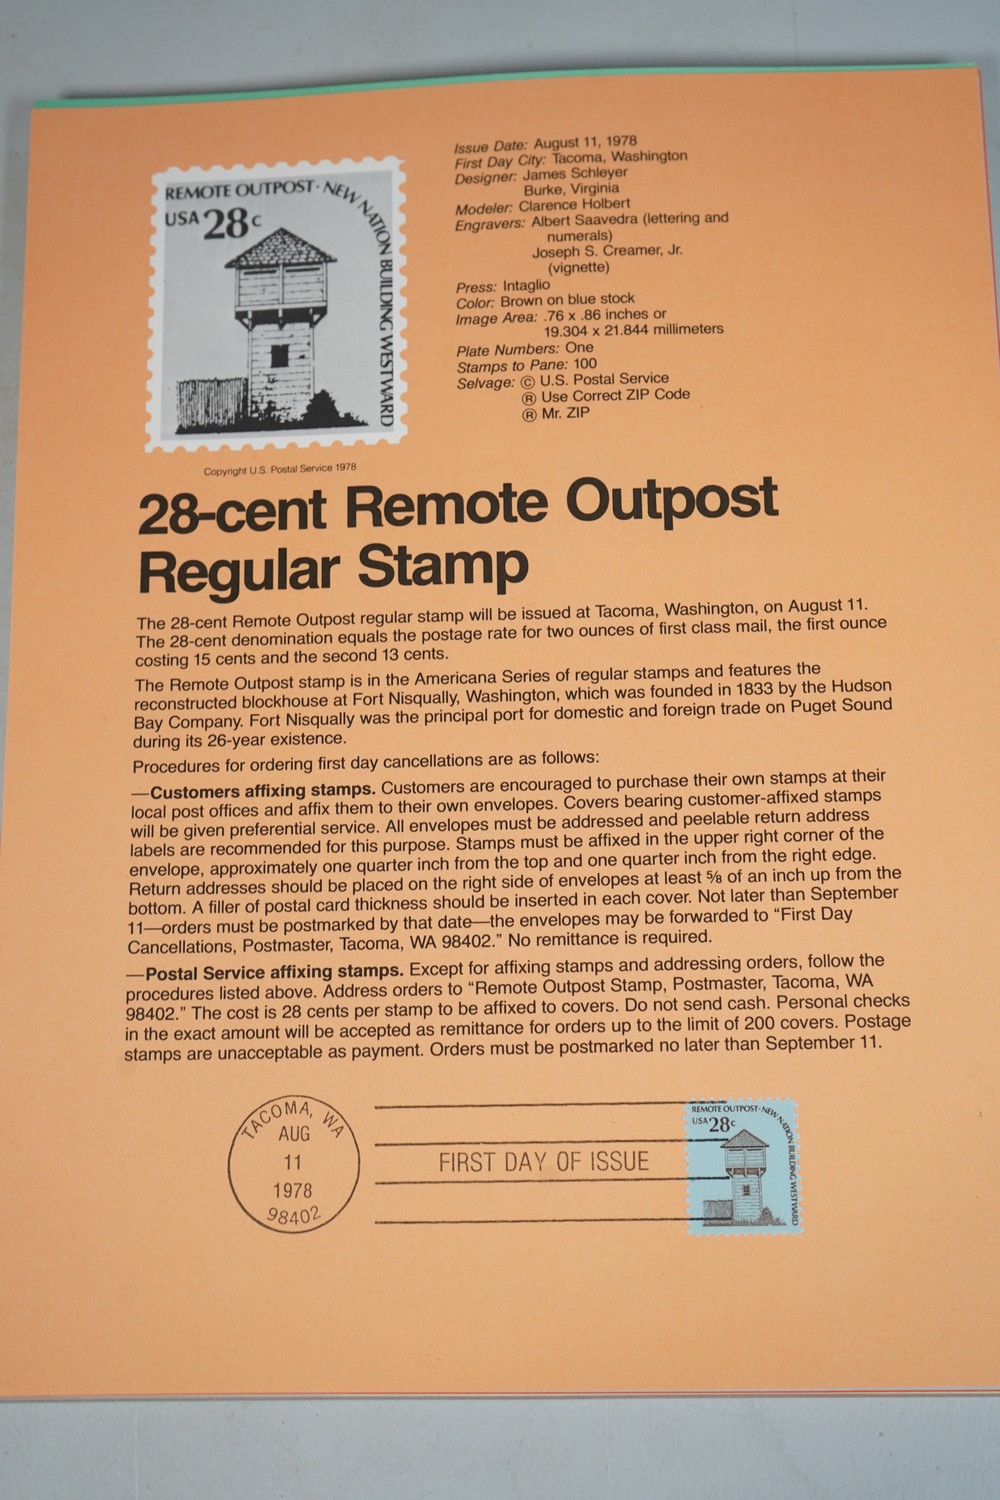 REMOTE OUTPOST · NEW NATION BUILDING WESTWARD
USA 28c
Copyright U.S. Postal Service 1978
Issue Date: August 11, 1978
First Day City: Tacoma, Washington
Designer: James Schleyer
Burke, Virginia
Modeler: Clarence Holbert
Engravers: Albert Saavedra (lettering and
numerals)
Joseph S. Creamer, Jr.
(vignette)
Press: Intaglio
Color: Brown on blue stock
Image Area: .76 x .86 inches or
19.304 x 21.844 millimeters
Plate Numbers: One
Stamps to Pane: 100
Selvage: © U.S. Postal Service
® Use Correct ZIP Code
® Mr. ZIP
28-cent Remote Outpost
Regular Stamp
The 28-cent Remote Outpost regular stamp will be issued at Tacoma, Washington, on August 11.
The 28-cent denomination equals the postage rate for two ounces of first class mail, the first ounce
costing 15 cents and the second 13 cents.
The Remote Outpost stamp is in the Americana Series of regular stamps and features the
reconstructed blockhouse at Fort Nisqually, Washington, which was founded in 1833 by the Hudson
Bay Company. Fort Nisqually was the principal port for domestic and foreign trade on Puget Sound
during its 26-year existence.
Procedures for ordering first day cancellations are as follows:
—Customers affixing stamps. Customers are encouraged to purchase their own stamps at their
local post offices and affix them to their own envelopes. Covers bearing customer-affixed stamps
will be given preferential service. All envelopes must be addressed and peelable return address
labels are recommended for this purpose. Stamps must be affixed in the upper right corner of the
envelope, approximately one quarter inch from the top and one quarter inch from the right edge.
Return addresses should be placed on the right side of envelopes at least ⅝ of an inch up from the
bottom. A filler of postal card thickness should be inserted in each cover. Not later than September
11—orders must be postmarked by that date—the envelopes may be forwarded to “First Day
Cancellations, Postmaster, Tacoma, WA 98402.” No remittance is required.
—Postal Service affixing stamps. Except for affixing stamps and addressing orders, follow the
procedures listed above. Address orders to “Remote Outpost Stamp, Postmaster, Tacoma, WA
98402.” The cost is 28 cents per stamp to be affixed to covers. Do not send cash. Personal checks
in the exact amount will be accepted as remittance for orders up to the limit of 200 covers. Postage
stamps are unacceptable as payment. Orders must be postmarked no later than September 11.
TACOMA, WA
AUG
11
1978
98402
FIRST DAY OF ISSUE
REMOTE OUTPOST · NEW NATION BUILDING WESTWARD
USA 28c